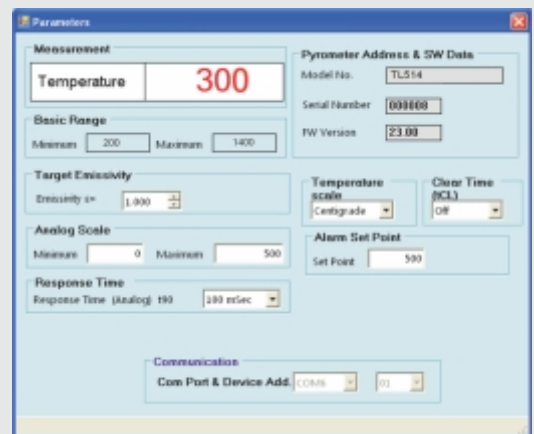 Parameters
Measurement
Temperature 300
Basic Range
Minimum 200 Maximum 1400
Target Emissivity
Emissivity ε= 1.000
Analog Scale
Minimum 0 Maximum 500
Response Time
Response Time (Analog) t90 100 mSec
Pyrometer Address & SW Data
Model No. TL514
Serial Number 000008
FW Version 23.00
Temperature scale
Centigrade
Clear Time (tCL)
Off
Alarm Set Point
Set Point 500
Communication
Com Port & Device Add. COM6 01